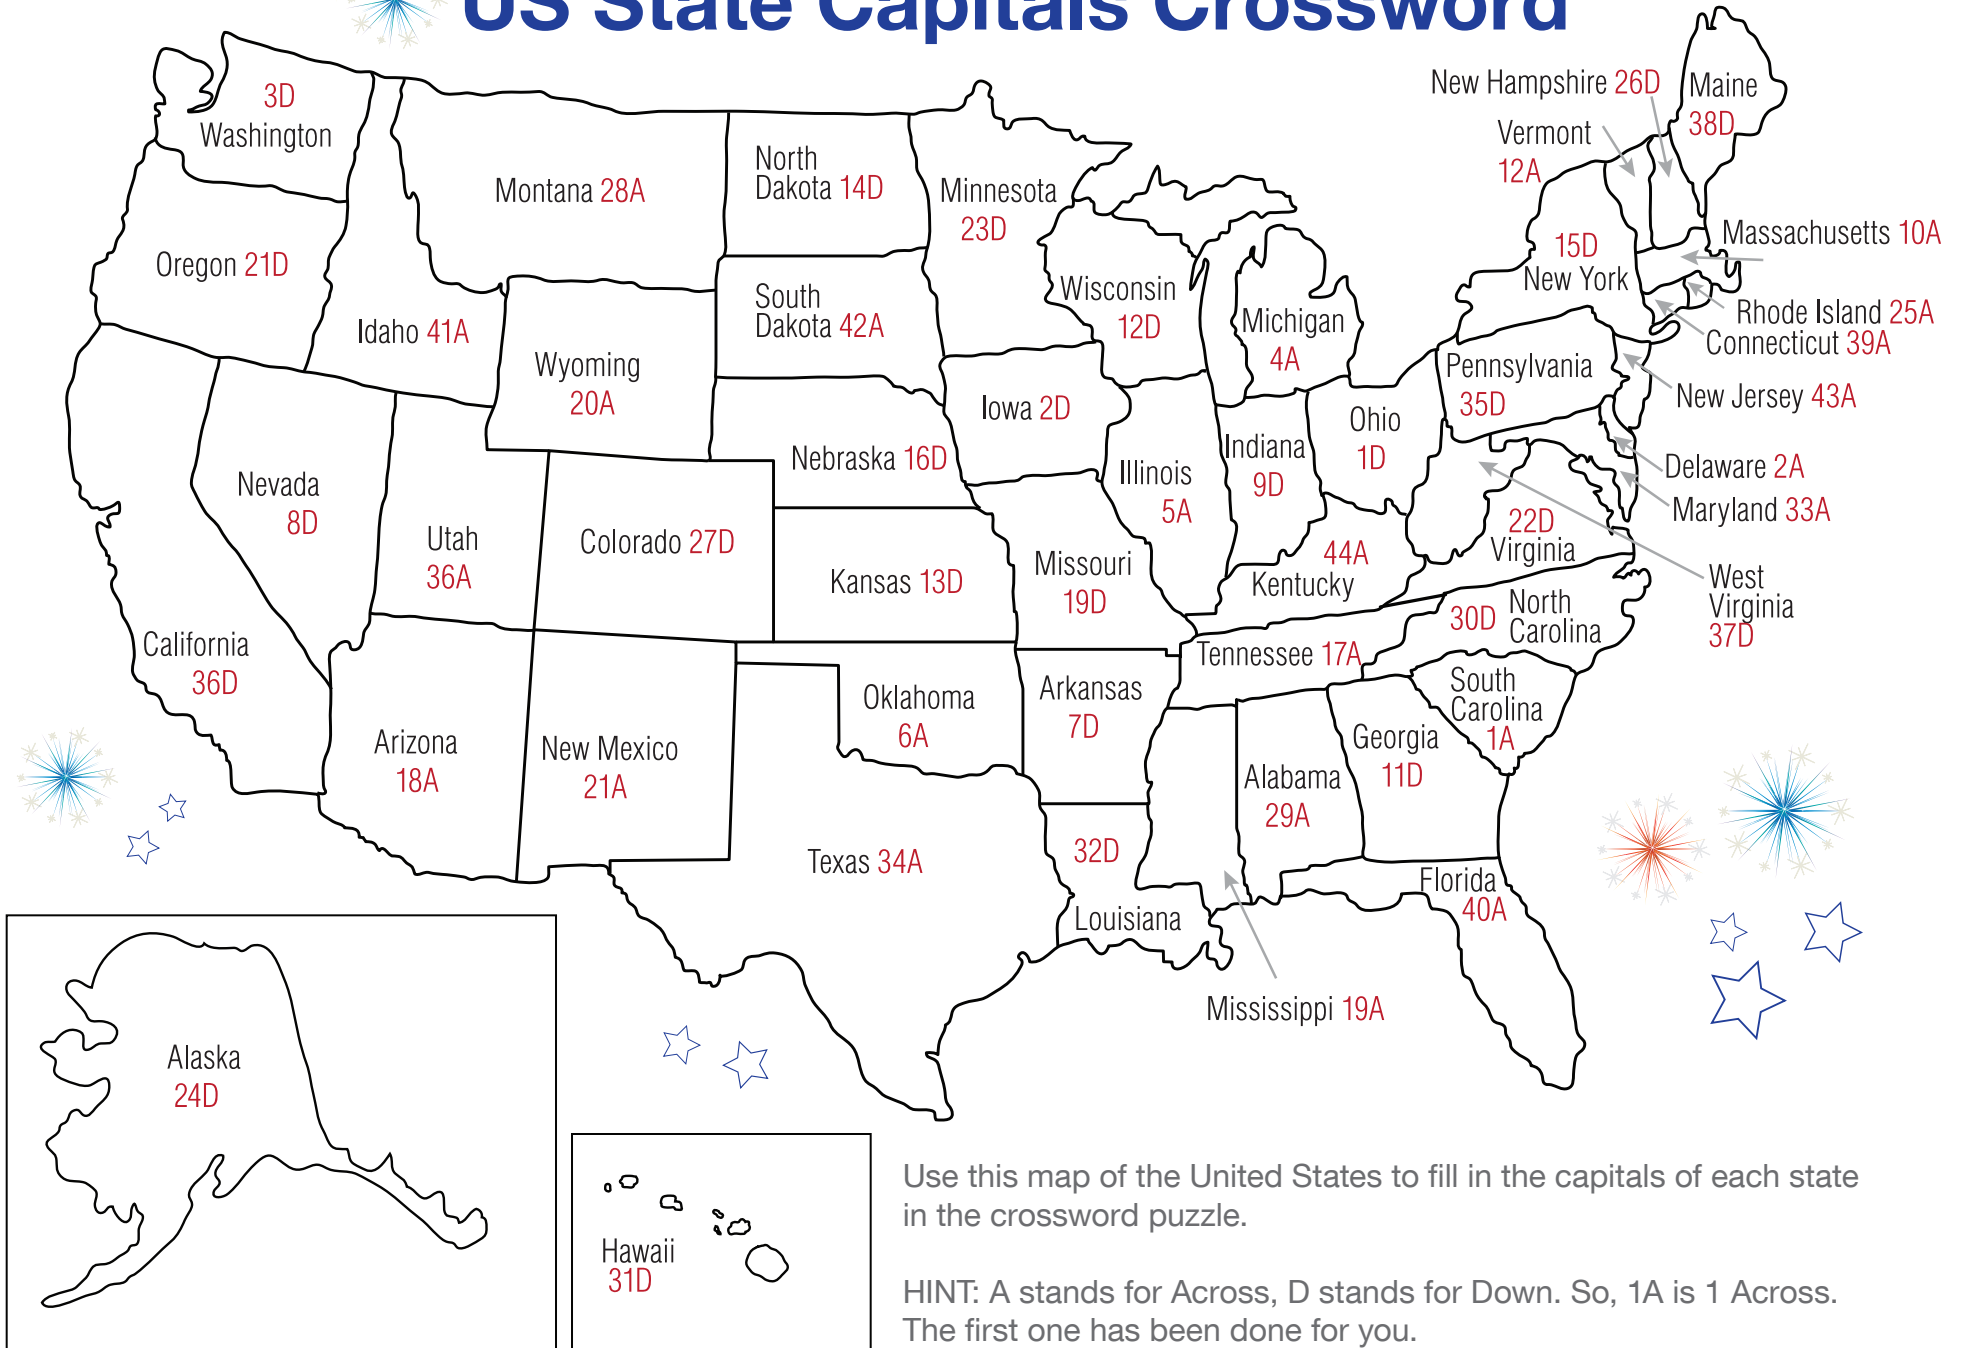 US State Capitals Crossword
3D
Washington
Oregon 21D
Montana 28A
Idaho 41A
Wyoming
20A
North
Dakota 14D
South
Dakota 42A
Minnesota
23D
Wisconsin
12D
Michigan
4A
New Hampshire 26D
Maine
38D
Vermont
12A
15D
New York
Massachusetts 10A
Rhode Island 25A
Connecticut 39A
Pennsylvania
35D
New Jersey 43A
Delaware 2A
Maryland 33A
Iowa 2D
Nebraska 16D
Illinois
5A
Indiana
9D
Ohio
1D
Nevada
8D
Utah
36A
Colorado 27D
Kansas 13D
Missouri
19D
44A
Kentucky
22D
Virginia
West
Virginia
37D
California
36D
Arizona
18A
New Mexico
21A
Oklahoma
6A
Arkansas
7D
Tennessee 17A
30D
North
Carolina
South
Carolina
1A
Georgia
11D
Alabama
29A
Texas 34A
32D
Louisiana
Mississippi 19A
Florida
40A
Alaska
24D
Hawaii
31D
Use this map of the United States to fill in the capitals of each state
in the crossword puzzle.
HINT: A stands for Across, D stands for Down. So, 1A is 1 Across.
The first one has been done for you.